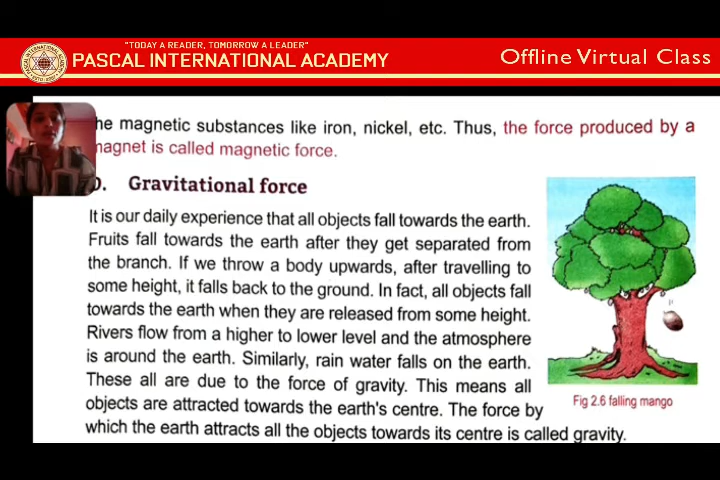 "TODAY A READER, TOMORROW A LEADER"
PASCAL INTERNATIONAL ACADEMY
Offline Virtual Class
he magnetic substances like iron, nickel, etc. Thus, the force produced by a
magnet is called magnetic force.
Gravitational force
It is our daily experience that all objects fall towards the earth.
Fruits fall towards the earth after they get separated from
the branch. If we throw a body upwards, after travelling to
some height, it falls back to the ground. In fact, all objects fall
towards the earth when they are released from some height.
Rivers flow from a higher to lower level and the atmosphere
is around the earth. Similarly, rain water falls on the earth.
These all are due to the force of gravity. This means all
objects are attracted towards the earth's centre. The force by
which the earth attracts all the objects towards its centre is called gravity.
Fig 2.6 falling mango